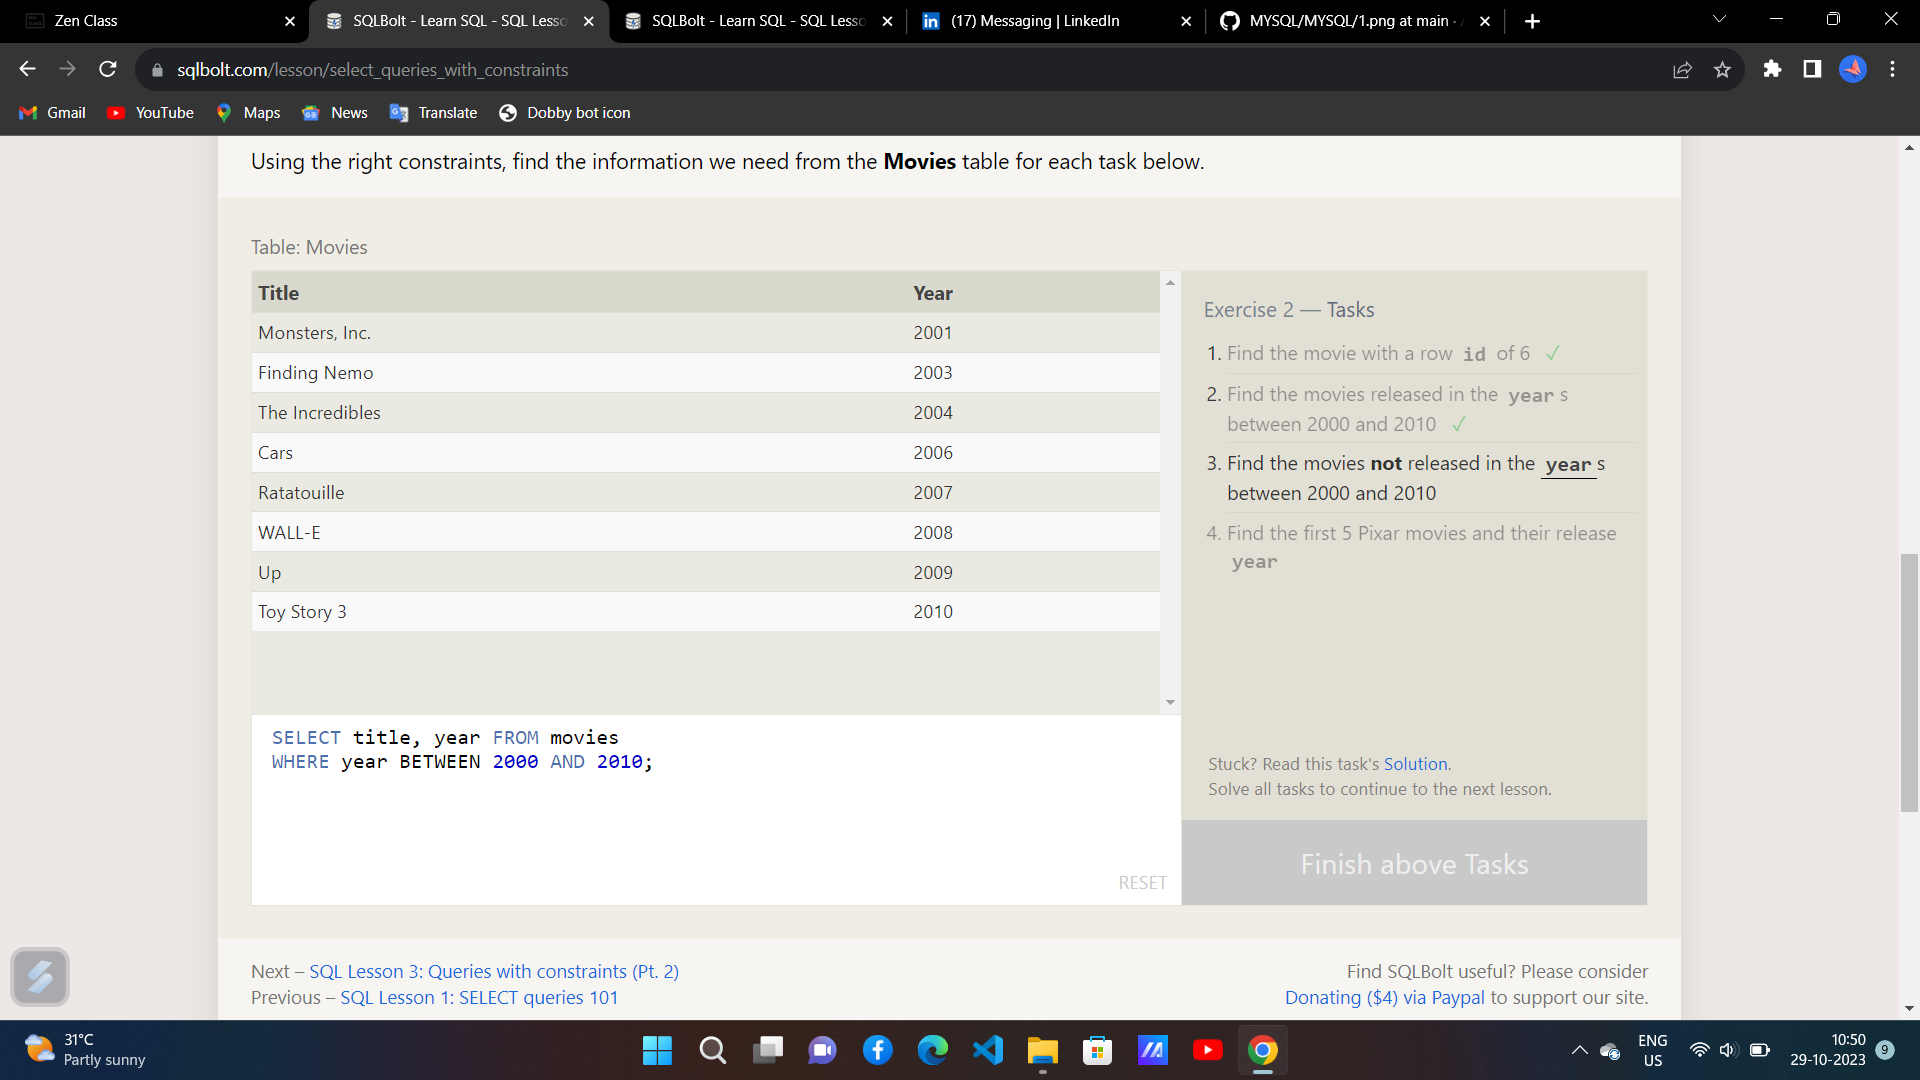 Zen Class
SQLBolt - Learn SQL - SQL Lesso
SQLBolt - Learn SQL - SQL Lesso
(17) Messaging | LinkedIn
MYSQL/MYSQL/1.png at main ·
sqlbolt.com/lesson/select_queries_with_constraints
Gmail
YouTube
Maps
News
Translate
Dobby bot icon
Using the right constraints, find the information we need from the Movies table for each task below.
Table: Movies
Title Year
Monsters, Inc. 2001
Finding Nemo 2003
The Incredibles 2004
Cars 2006
Ratatouille 2007
WALL-E 2008
Up 2009
Toy Story 3 2010
SELECT title, year FROM movies
WHERE year BETWEEN 2000 AND 2010;
RESET
Exercise 2 — Tasks
1. Find the movie with a row id of 6 ✓
2. Find the movies released in the years
between 2000 and 2010 ✓
3. Find the movies not released in the years
between 2000 and 2010
4. Find the first 5 Pixar movies and their release
year
Stuck? Read this task's Solution.
Solve all tasks to continue to the next lesson.
Finish above Tasks
Next – SQL Lesson 3: Queries with constraints (Pt. 2)
Previous – SQL Lesson 1: SELECT queries 101
Find SQLBolt useful? Please consider
Donating ($4) via Paypal to support our site.
31°C
Partly sunny
ENG
US
10:50
29-10-2023
9